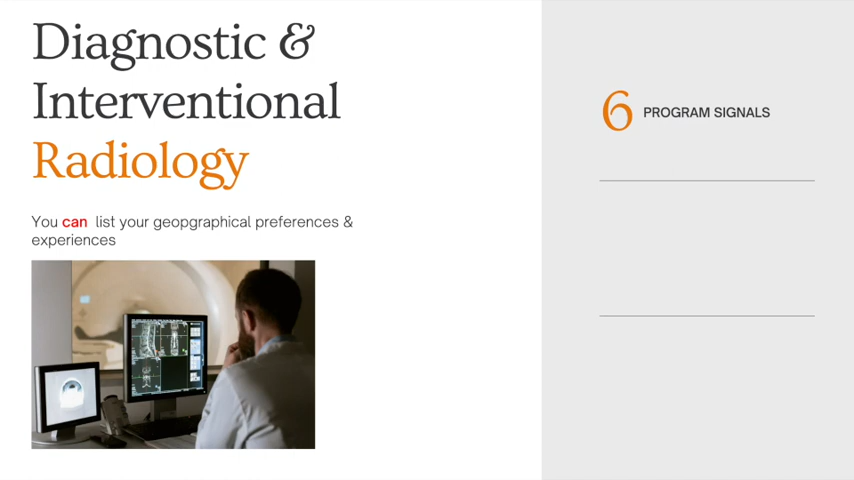 Diagnostic &
Interventional
Radiology
You can list your geopgraphical preferences &
experiences
6 PROGRAM SIGNALS